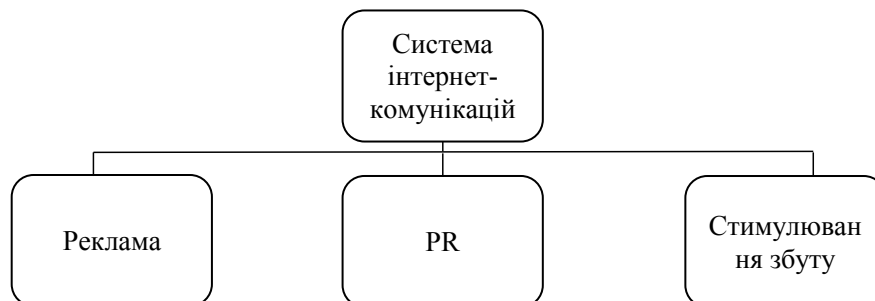 Система
інтернет-
комунікацій
Реклама
PR
Стимулюван
ня збуту